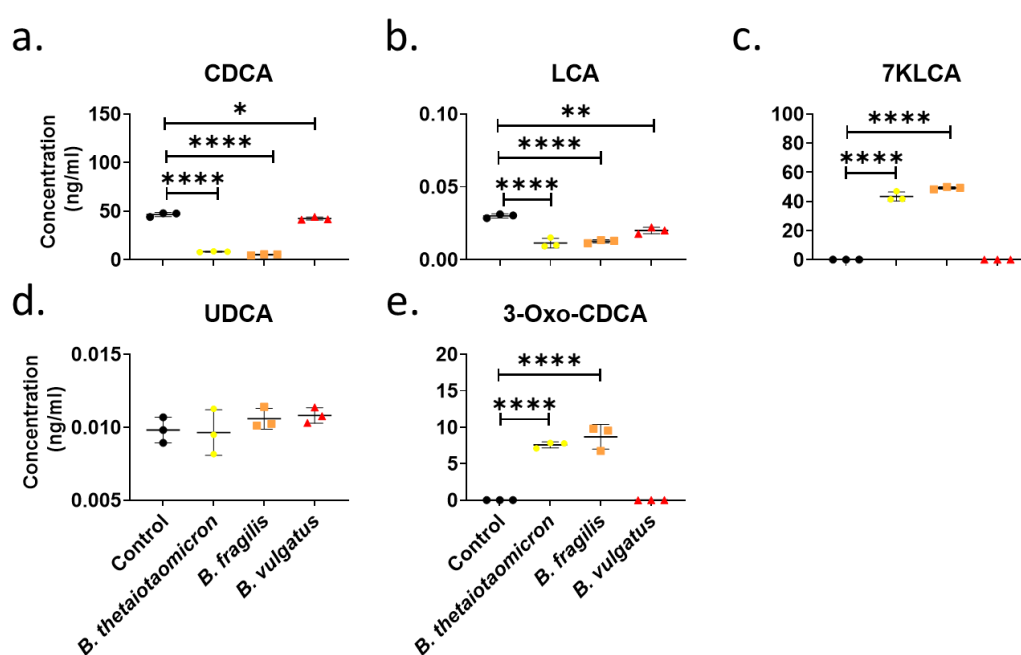 a.
CDCA
Concentration
(ng/ml)
150
100
50
0
*
****
****
b.
LCA
0.10
0.05
0.00
**
****
****
c.
7KLCA
100
80
60
40
20
0
****
****
d.
UDCA
Concentration
(ng/ml)
0.015
0.010
0.005
Control
B. thetaiotaomicron
B. fragilis
B. vulgatus
e.
3-Oxo-CDCA
20
15
10
5
0
****
****
Control
B. thetaiotaomicron
B. fragilis
B. vulgatus